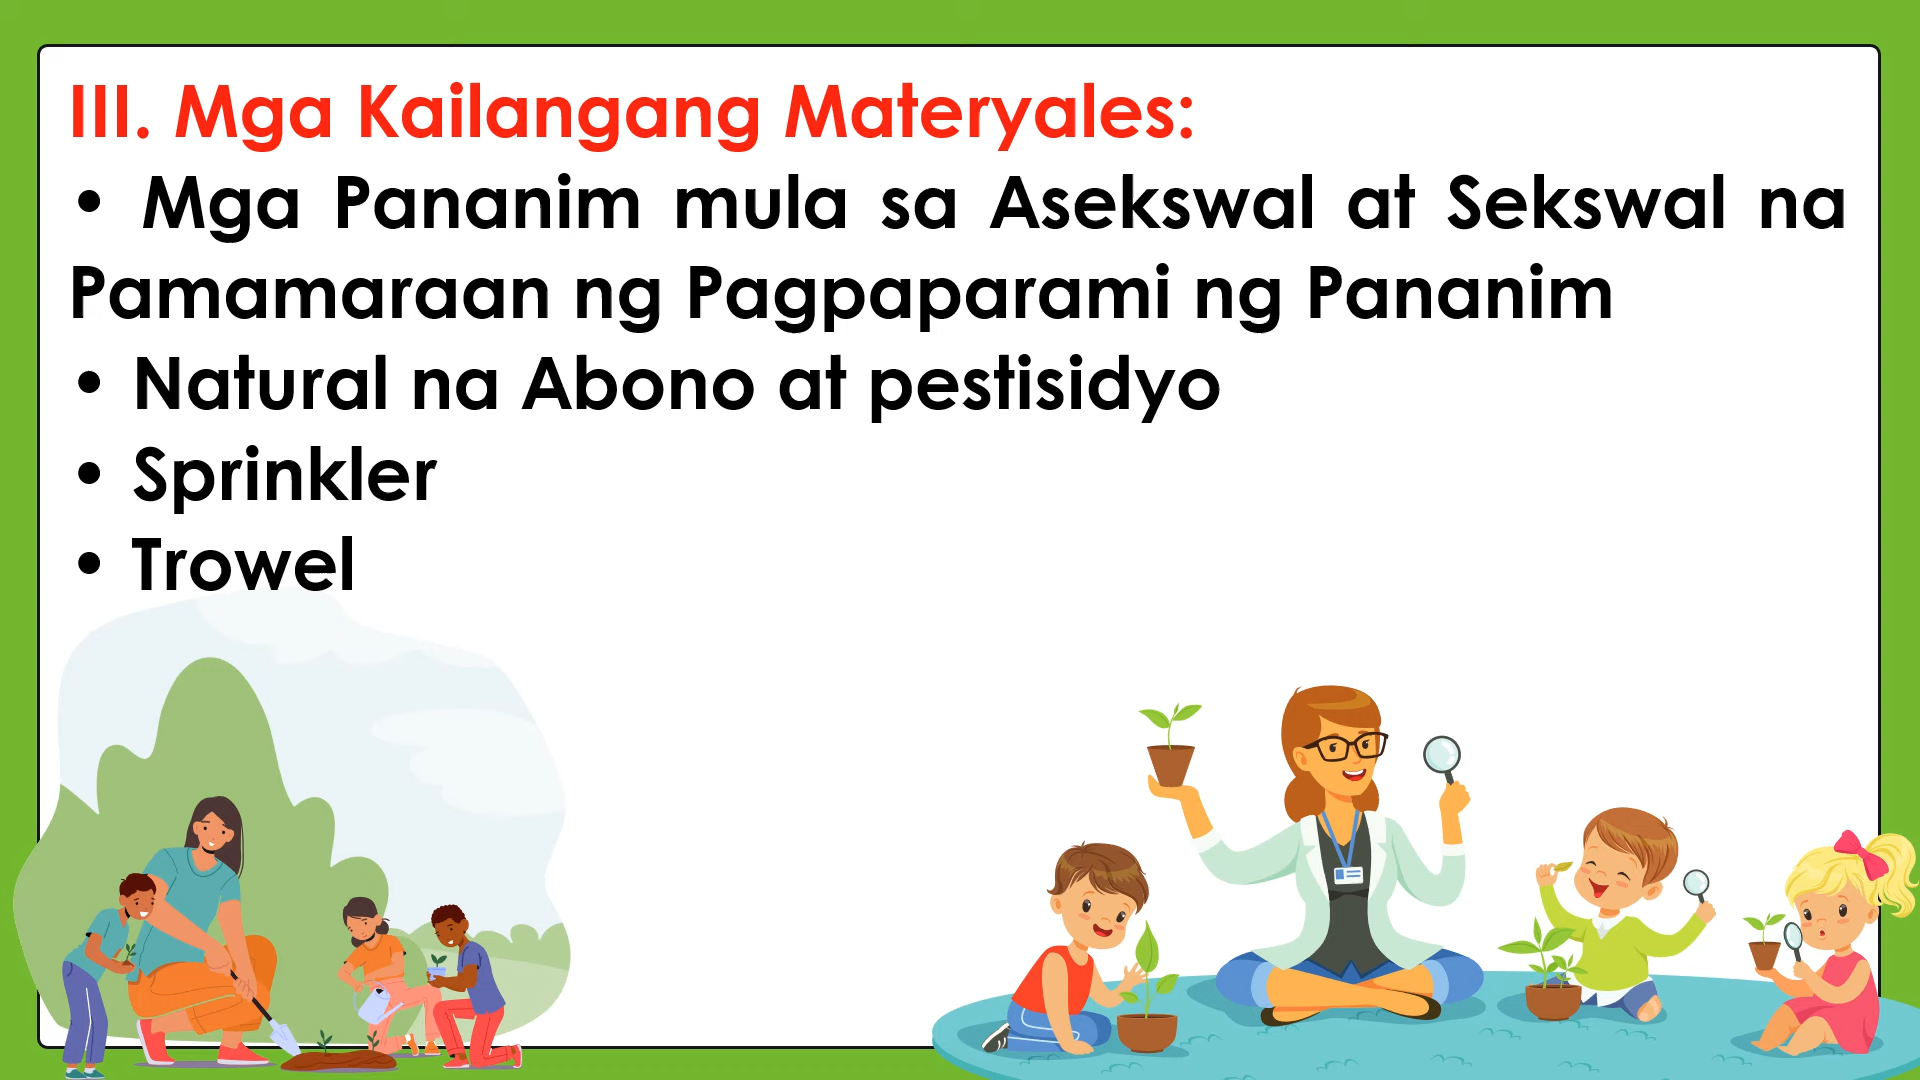 III. Mga Kailangang Materyales:
• Mga Pananim mula sa Asekswal at Sekswal na
Pamamaraan ng Pagpaparami ng Pananim
• Natural na Abono at pestisidyo
• Sprinkler
• Trowel